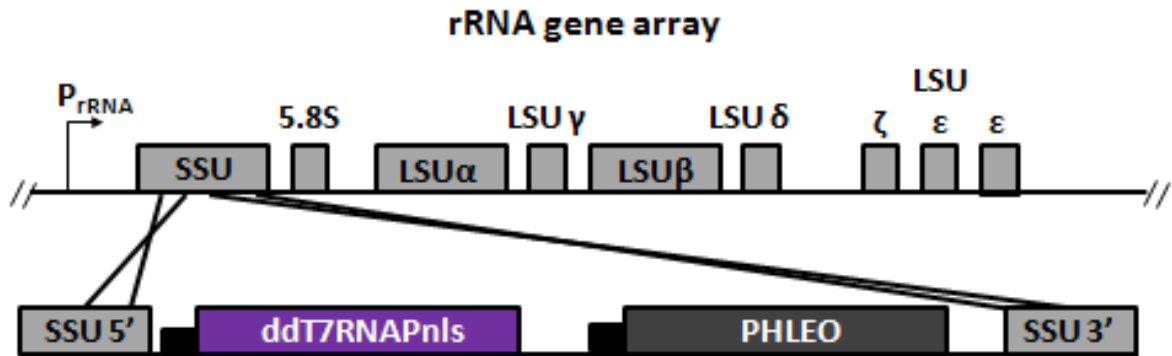 rRNA gene array
PrRNA
SSU
5.8S
LSUα
LSU γ
LSUβ
LSU δ
LSU
ζ ε ε
SSU 5’
ddT7RNAPnls
PHLEO
SSU 3’